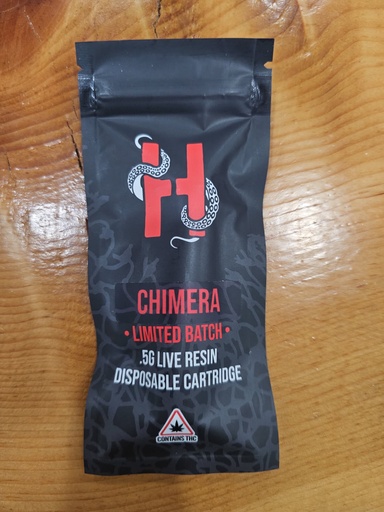 H
CHIMERA
• LIMITED BATCH •
.5G LIVE RESIN
DISPOSABLE CARTRIDGE
CONTAINS THC